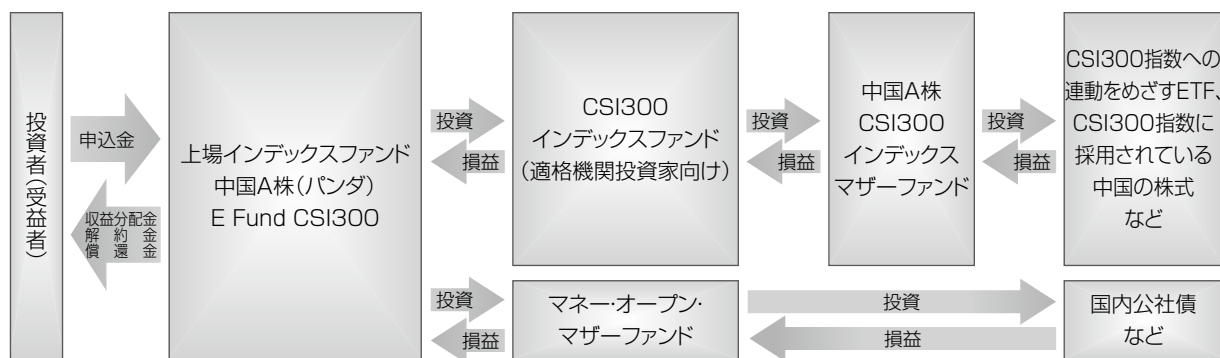 投資者（受益者）
申込金
収益分配金
解約金
償還金
上場インデックスファンド
中国A株（パンダ）
E Fund CSI300
投資
損益
CSI300
インデックスファンド
（適格機関投資家向け）
投資
損益
中国A株
CSI300
インデックス
マザーファンド
投資
損益
CSI300指数への
連動をめざすETF、
CSI300指数に
採用されている
中国の株式
など
投資
損益
マネー・オープン・
マザーファンド
投資
損益
国内公社債
など